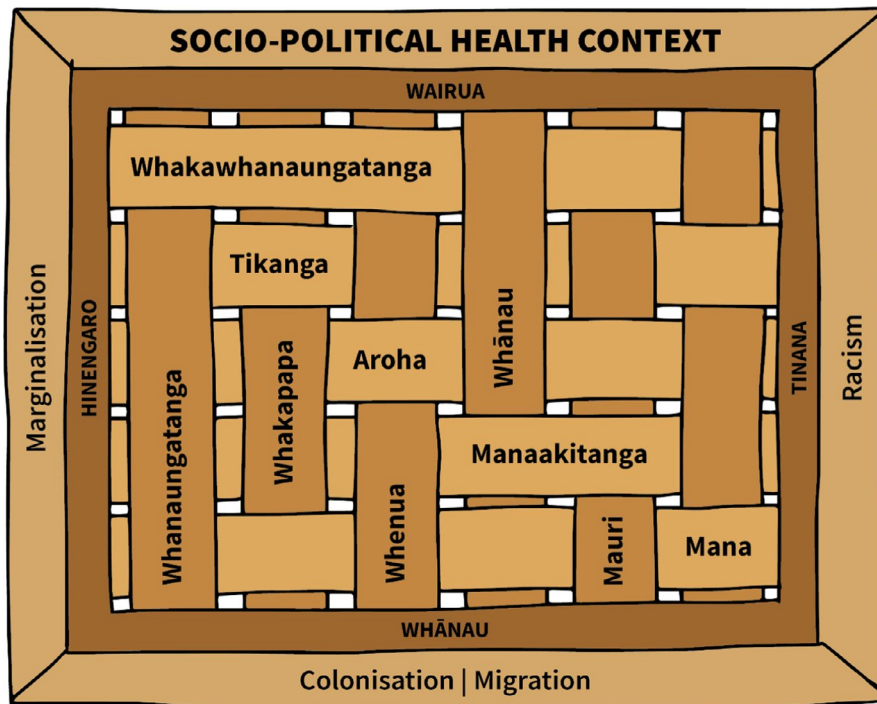 SOCIO-POLITICAL HEALTH CONTEXT
WAIRUA
Whakawhanaungatanga
Tikanga
Marginalisation
HINENGARO
Whanaungatanga
Whakapapa
Aroha
Whānau
TINANA
Racism
Manaakitanga
Whenua
Mauri
Mana
WHĀNAU
Colonisation | Migration